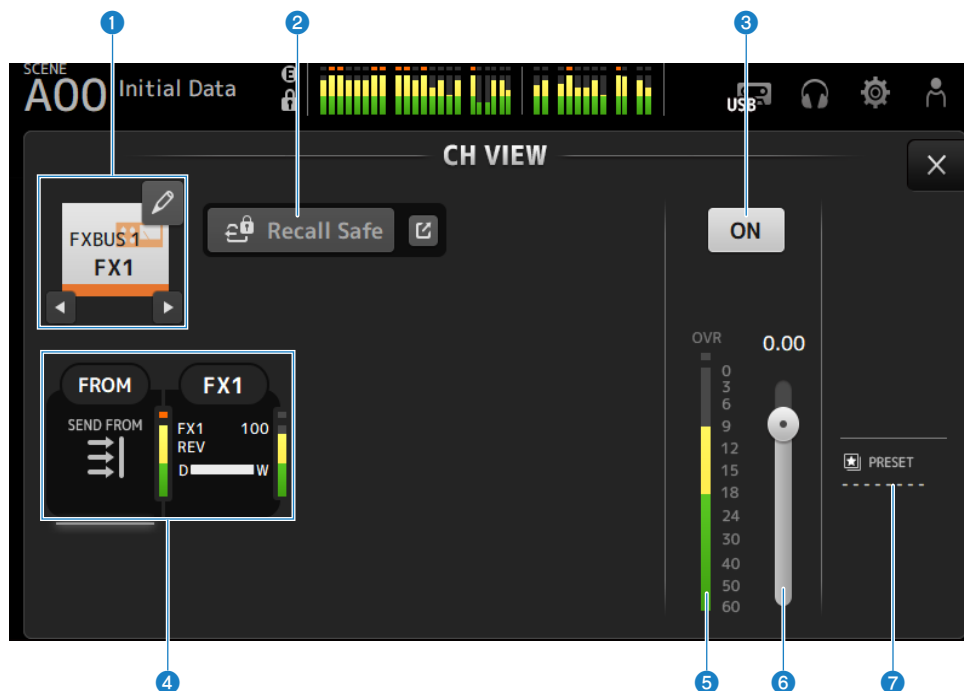 1 2 3
SCENE
A00 Initial Data E
USB
CH VIEW
FXBUS 1
FX1
Recall Safe
ON
OVR 0.00
0
3
6
9
12
15
18
24
30
40
50
60
FROM FX1
SEND FROM
FX1 100
REV
D W
PRESET
--------
4 5 6 7